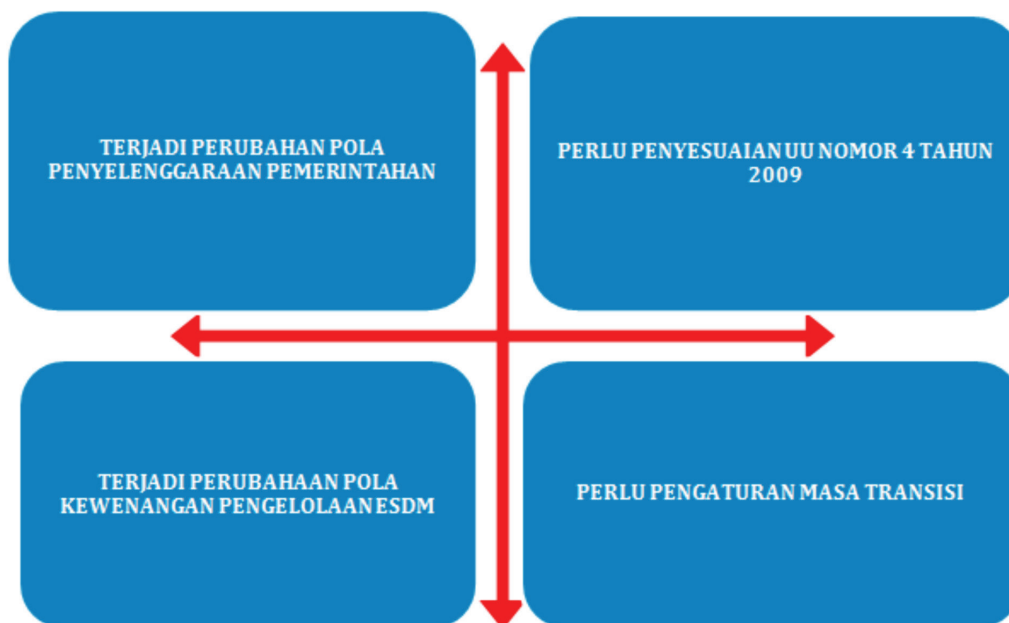 TERJADI PERUBAHAN POLA
PENYELENGGARAAN PEMERINTAHAN
PERLU PENYESUAIAN UU NOMOR 4 TAHUN
2009
TERJADI PERUBAHAAN POLA
KEWENANGAN PENGELOLAAN ESDM
PERLU PENGATURAN MASA TRANSISI